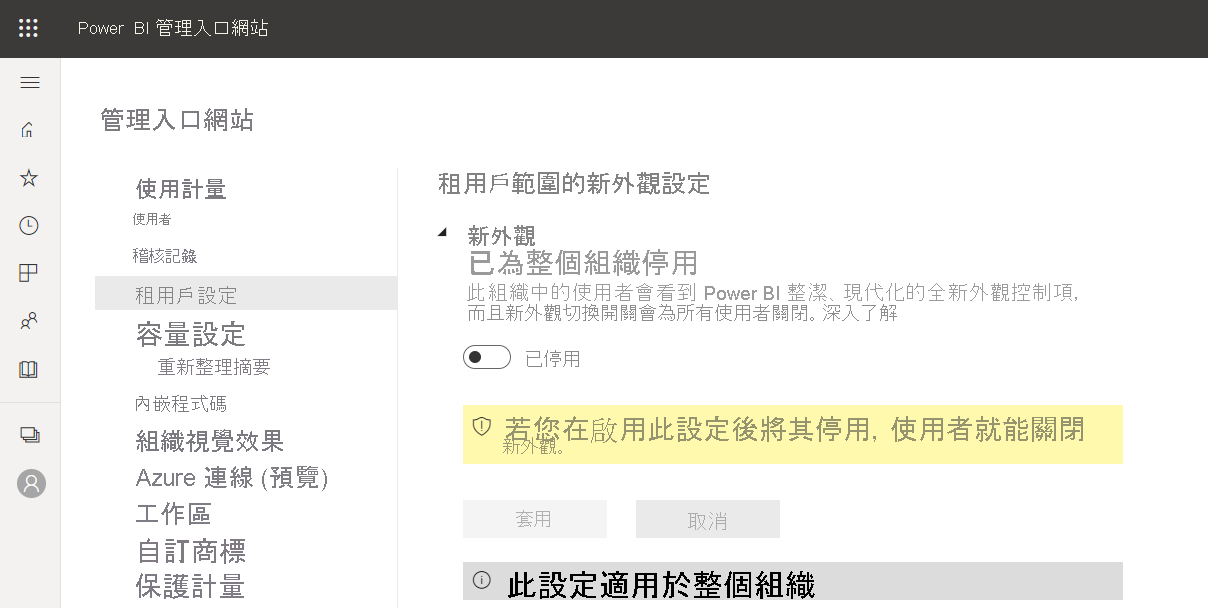 Power BI 管理入口網站
管理入口網站
使用計量
使用者
稽核記錄
租用戶設定
容量設定
重新整理摘要
內嵌程式碼
組織視覺效果
Azure 連線 (預覽)
工作區
自訂商標
保護計量
租用戶範圍的新外觀設定
新外觀
已為整個組織停用
此組織中的使用者會看到 Power BI 整潔、現代化的全新外觀控制項,
而且新外觀切換開關會為所有使用者關閉。深入了解
已停用
若您在啟用此設定後將其停用, 使用者就能關閉
新外觀。
套用
取消
此設定適用於整個組織